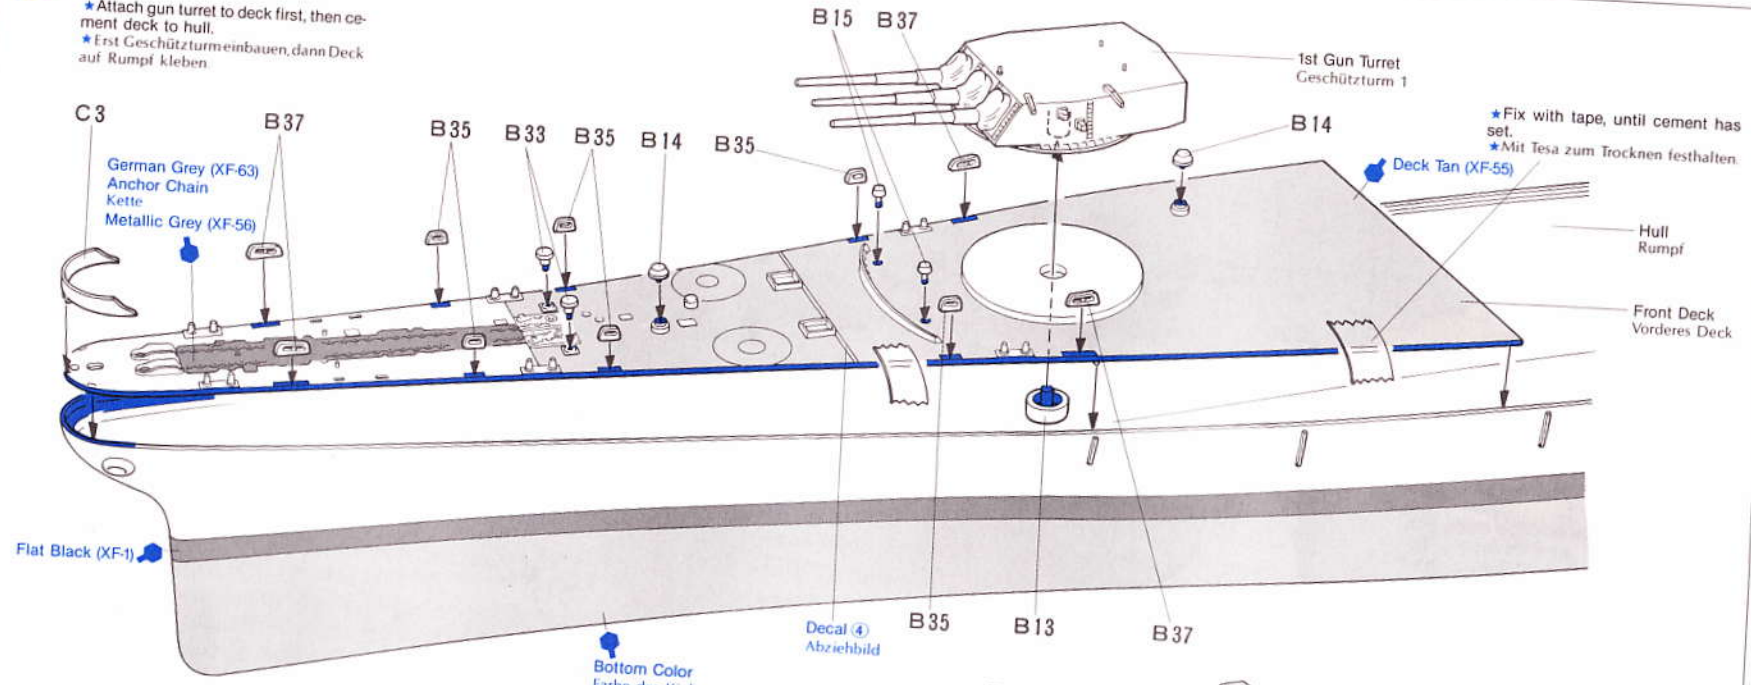 ★Attach gun turret to deck first, then ce-
ment deck to hull.
★Erst Geschützturmeinbauen, dann Deck
auf Rumpf kleben
B15 B37
1st Gun Turret
Geschützturm 1
C3
B37
B35
B33
B35
B14
B35
B14
★Fix with tape, until cement has
set.
★Mit Tesa zum Trocknen festhalten.
German Grey (XF-63)
Anchor Chain
Kette
Metallic Grey (XF-56)
Deck Tan (XF-55)
Hull
Rumpf
Front Deck
Vorderes Deck
Flat Black (XF-1)
Decal ④
Abziehbild
B35
B13
B37
Bottom Color